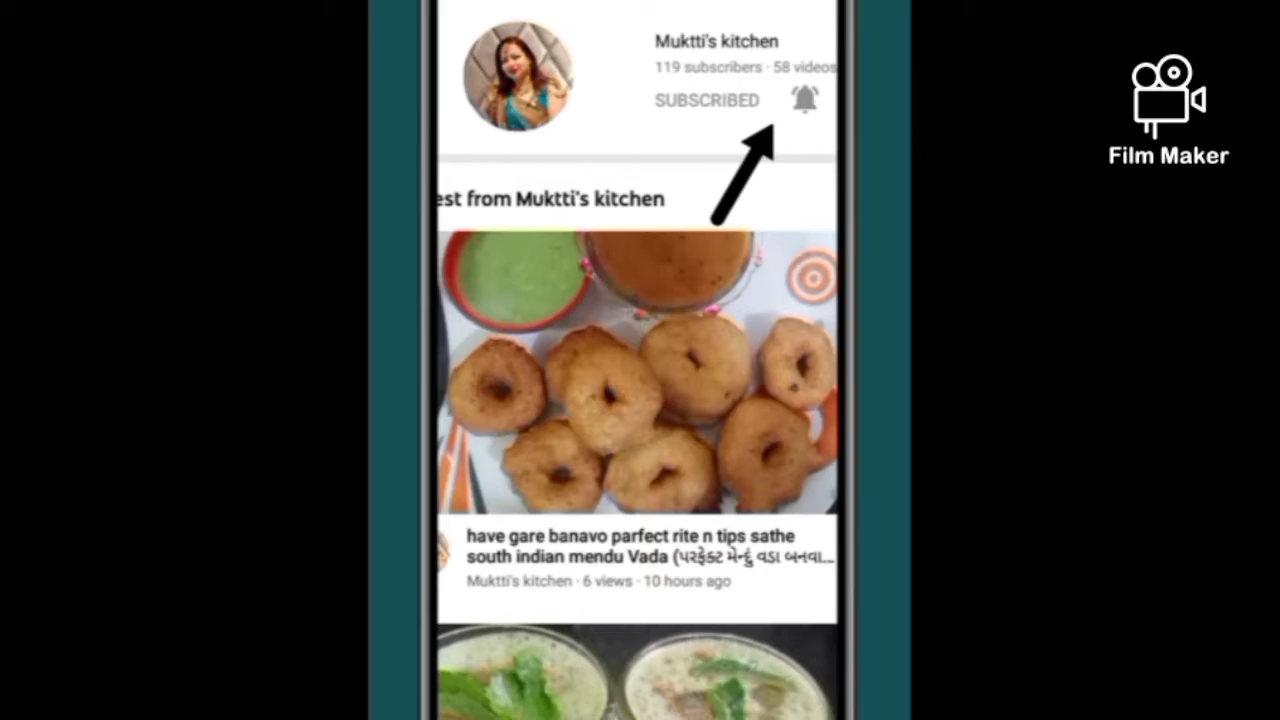 Muktti's kitchen
119 subscribers · 58 videos
SUBSCRIBED
Film Maker
est from Muktti's kitchen
have gare banavo parfect rite n tips sathe
south indian mendu Vada (પરફેક્ટ મેન્દું વડા બનવા...
Muktti's kitchen · 6 views · 10 hours ago